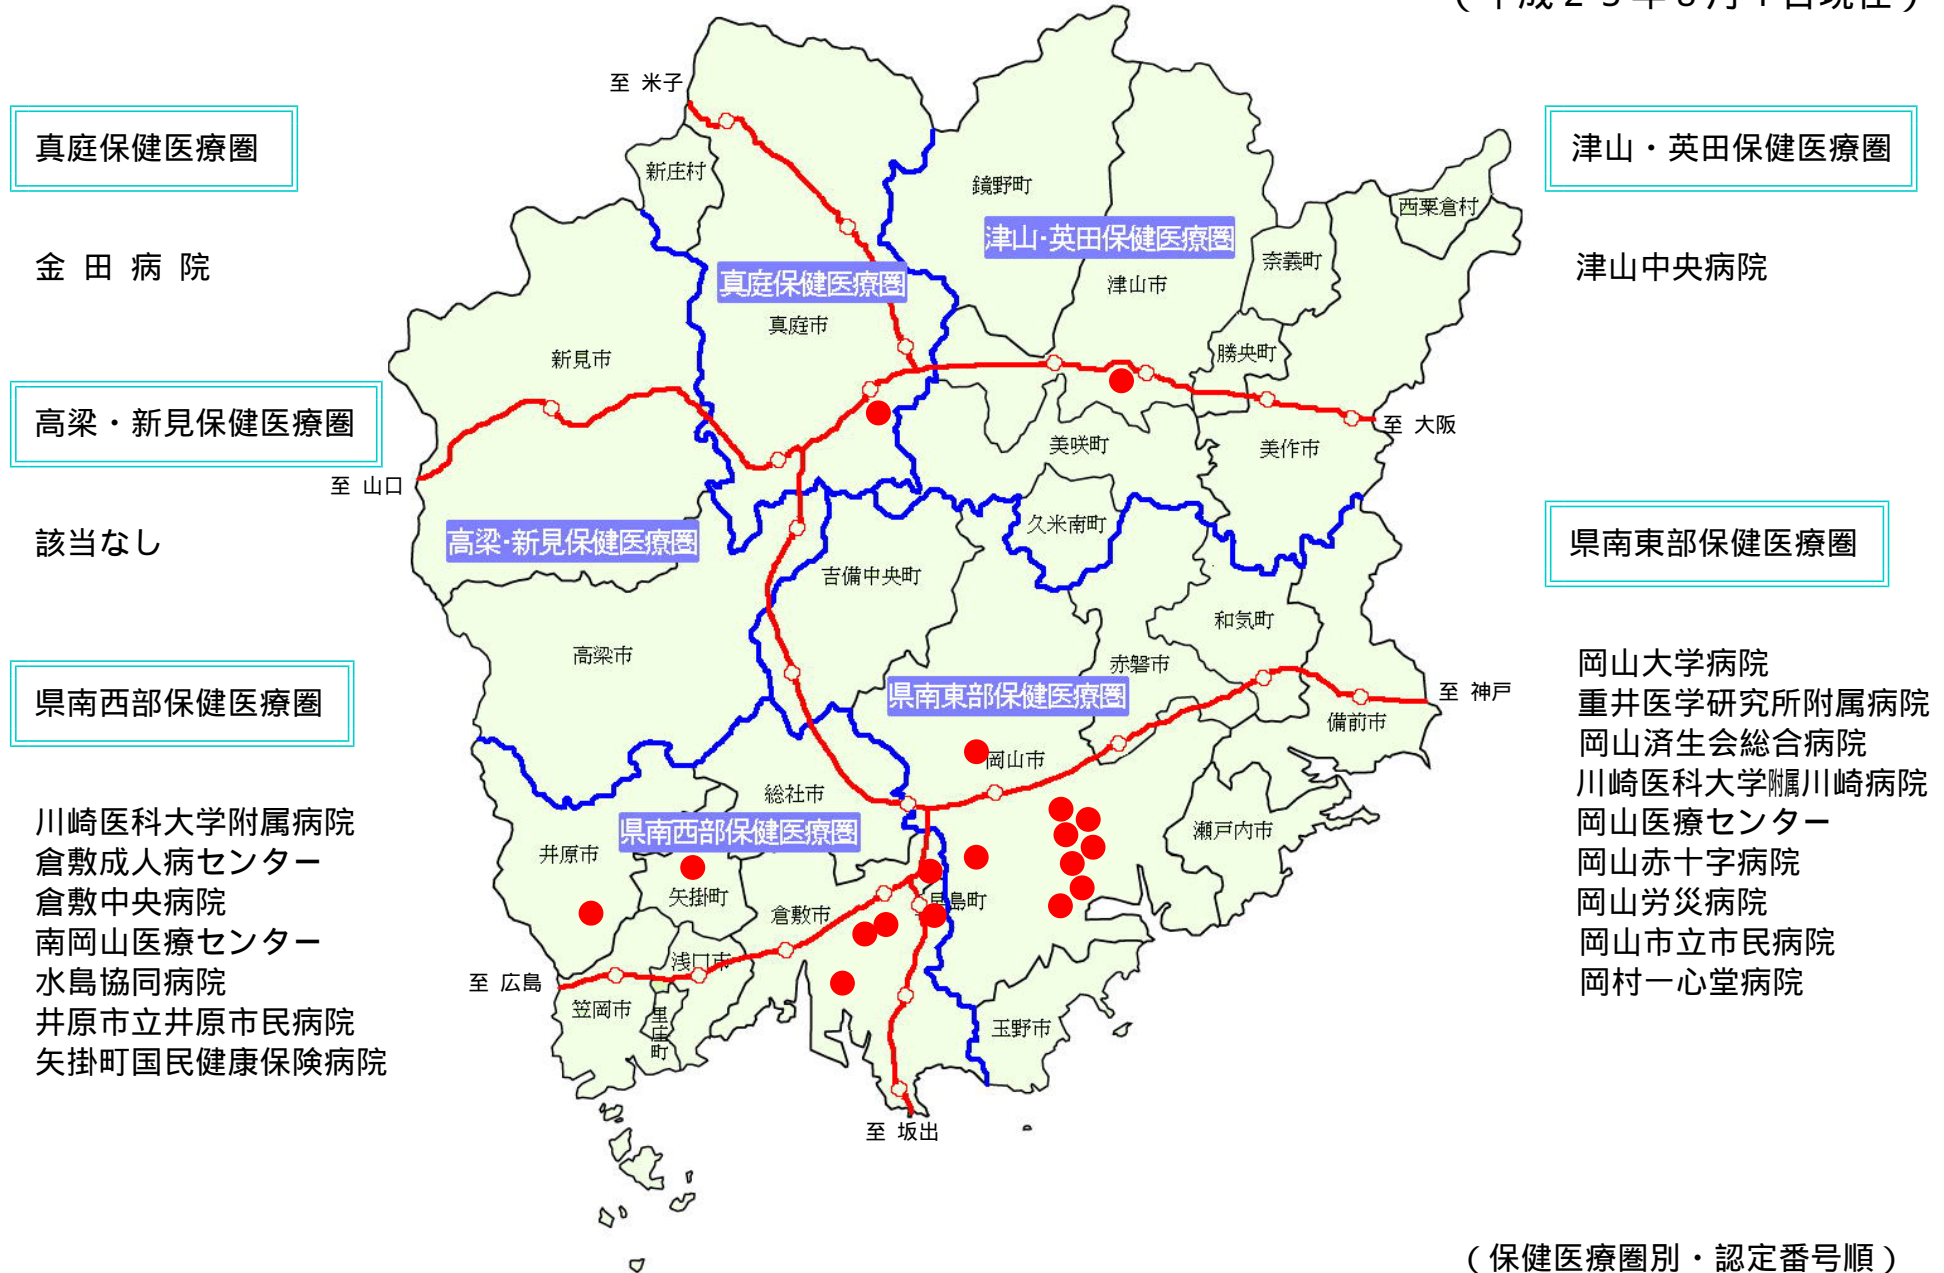 至 米子
真庭保健医療圏
金 田 病 院
高梁・新見保健医療圏
該当なし
県南西部保健医療圏
川崎医科大学附属病院
倉敷成人病センター
倉敷中央病院
南岡山医療センター
水島協同病院
井原市立井原市民病院
矢掛町国民健康保険病院
新庄村
鏡野町
西粟倉村
津山・英田保健医療圏
奈義町
津山市
真庭保健医療圏
真庭市
新見市
勝央町
至 大阪
美咲町
美作市
至 山口
久米南町
高梁・新見保健医療圏
吉備中央町
和気町
高梁市
赤磐市
県南東部保健医療圏
至 神戸
備前市
岡山市
総社市
県南西部保健医療圏
瀬戸内市
井原市
矢掛町
早島町
倉敷市
浅口市
至 広島
笠岡市
里庄町
玉野市
至 坂出
津山・英田保健医療圏
津山中央病院
県南東部保健医療圏
岡山大学病院
重井医学研究所附属病院
岡山済生会総合病院
川崎医科大学附属川崎病院
岡山医療センター
岡山赤十字病院
岡山労災病院
岡山市立市民病院
岡村一心堂病院
（保健医療圏別・認定番号順）